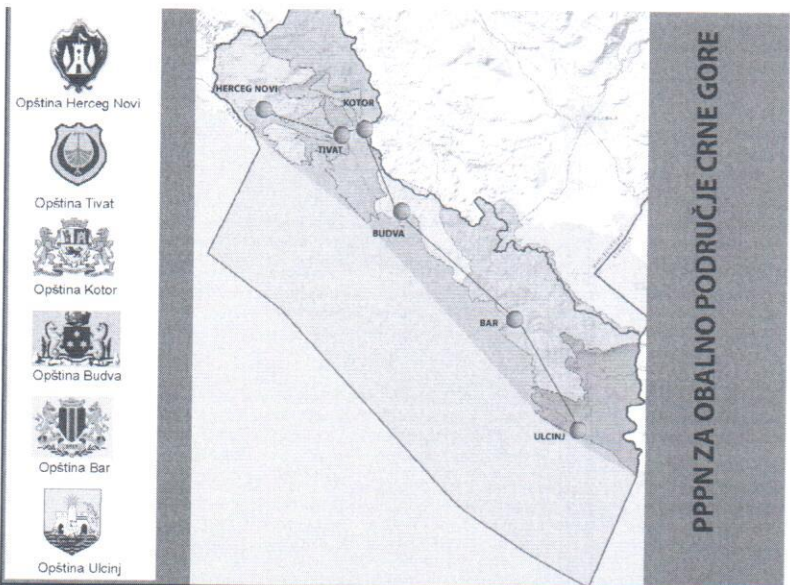 Opština Herceg Novi
Opština Tivat
Opština Kotor
Opština Budva
Opština Bar
Opština Ulcinj
HERCEG NOVI
KOTOR
TIVAT
BUDVA
BAR
ULCINJ
PPPN ZA OBALNO PODRUČJE CRNE GORE